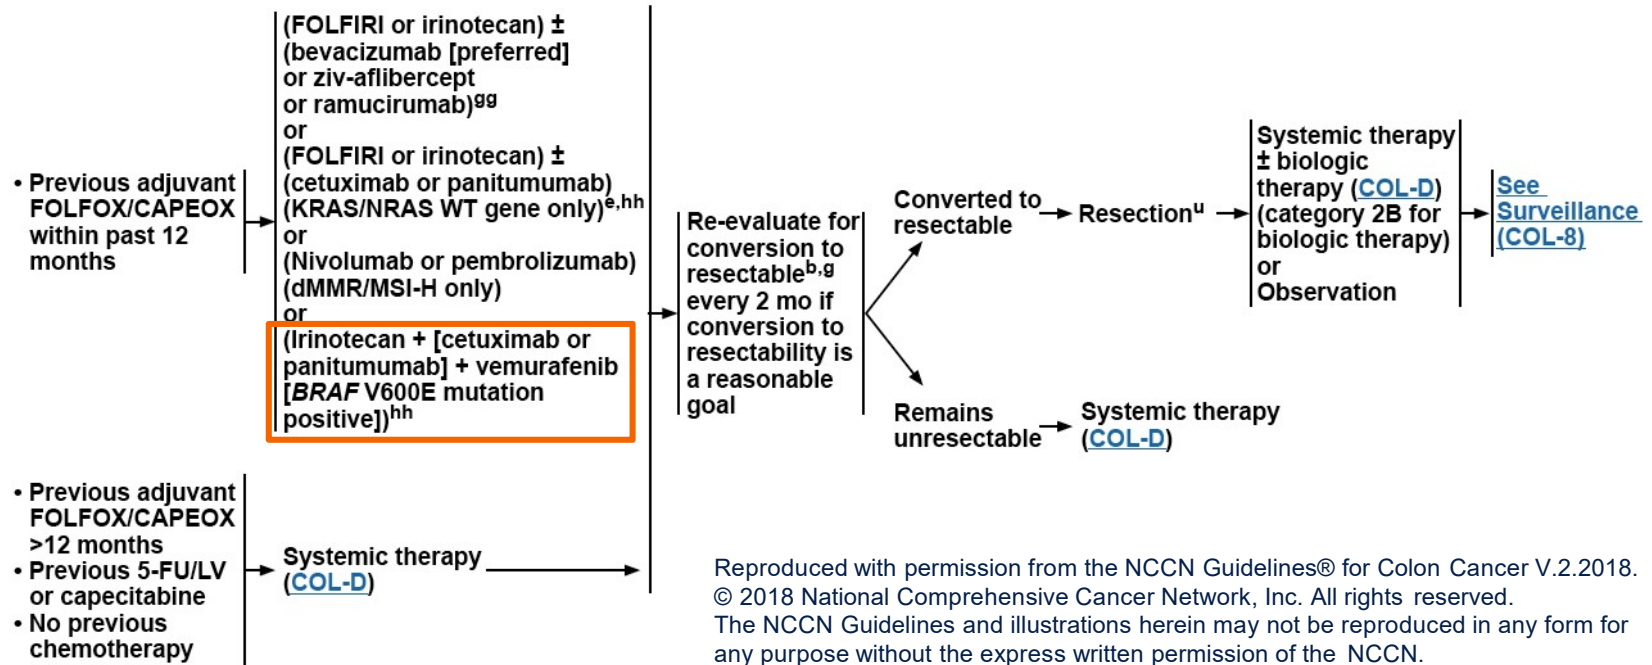 • Previous adjuvant
FOLFOX/CAPEOX
within past 12
months
(FOLFIRI or irinotecan) ±
(bevacizumab [preferred]
or ziv-aflibercept
or ramucirumab)gg
or
(FOLFIRI or irinotecan) ±
(cetuximab or panitumumab)
(KRAS/NRAS WT gene only)e,hh
or
(Nivolumab or pembrolizumab)
(dMMR/MSI-H only)
or
(Irinotecan + [cetuximab or
panitumumab] + vemurafenib
[BRAF V600E mutation
positive])hh
• Previous adjuvant
FOLFOX/CAPEOX
>12 months
• Previous 5-FU/LV
or capecitabine
• No previous
chemotherapy
Systemic therapy
(COL-D)
Re-evaluate for
conversion to
resectableb,g
every 2 mo if
conversion to
resectability is
a reasonable
goal
Converted to
resectable
Resectionu
Systemic therapy
± biologic
therapy (COL-D)
(category 2B for
biologic therapy)
or
Observation
See
Surveillance
(COL-8)
Remains
unresectable
Systemic therapy
(COL-D)
Reproduced with permission from the NCCN Guidelines® for Colon Cancer V.2.2018.
© 2018 National Comprehensive Cancer Network, Inc. All rights reserved.
The NCCN Guidelines and illustrations herein may not be reproduced in any form for
any purpose without the express written permission of the NCCN.